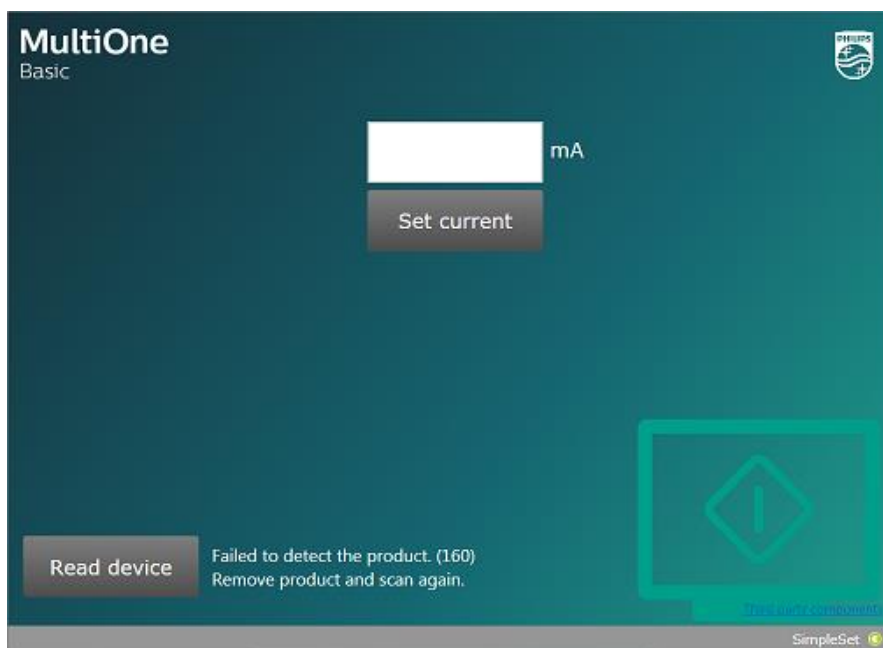 MultiOne
Basic
PHILIPS
mA
Set current
Read device
Failed to detect the product. (160)
Remove product and scan again.
Third party components
SimpleSet